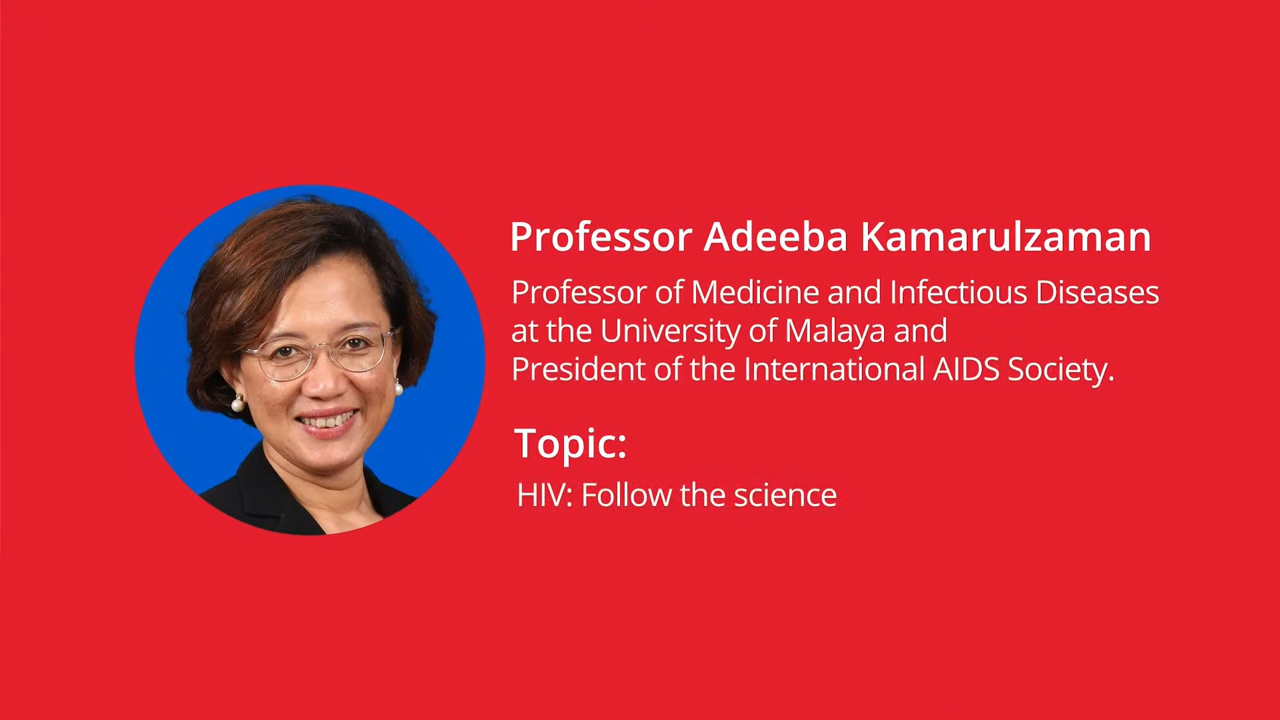 Professor Adeeba Kamarulzaman
Professor of Medicine and Infectious Diseases
at the University of Malaya and
President of the International AIDS Society.
Topic:
HIV: Follow the science